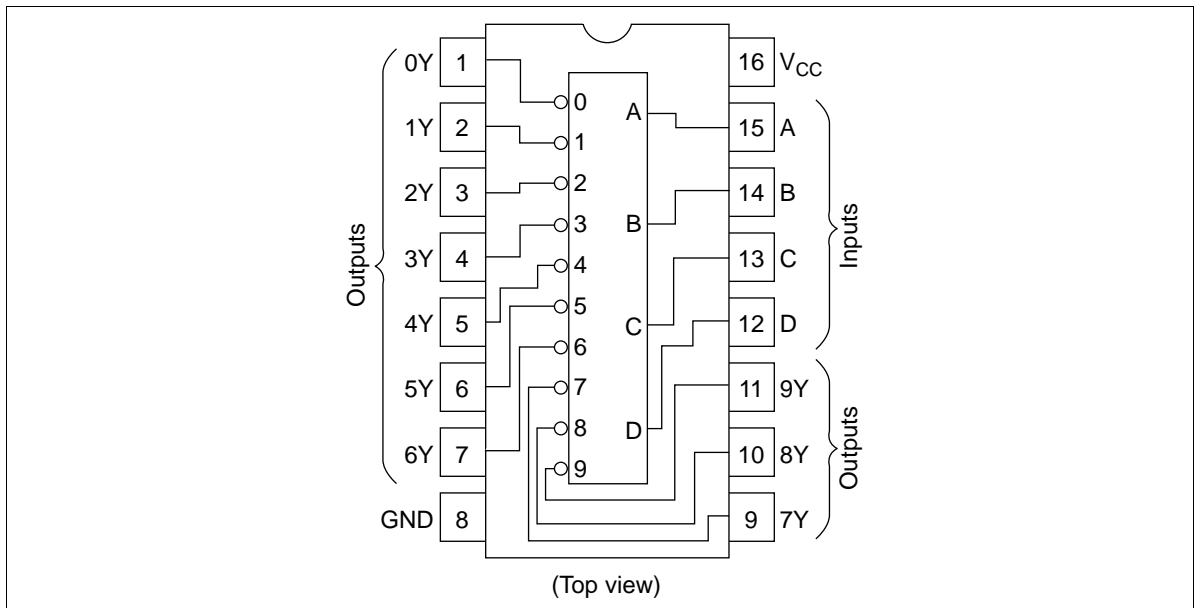 0Y 1
1Y 2
2Y 3
3Y 4
4Y 5
5Y 6
6Y 7
GND 8
Outputs
0
1
2
3
4
5
6
7
8
9
A
B
C
D
16 VCC
15 A
14 B
13 C
12 D
11 9Y
10 8Y
9 7Y
Inputs
Outputs
(Top view)